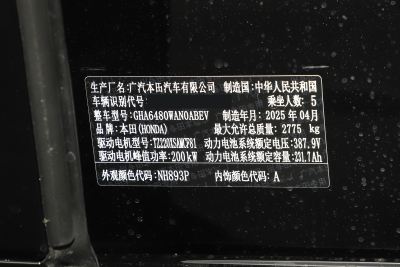 生产厂名:广汽本田汽车有限公司 制造国:中华人民共和国
车辆识别代号 乘坐人数: 5
整车型号:GHA6480WAN0ABEV 制造年月:2025 年04月
品牌:本田(HONDA) 最大允许总质量: 2775 kg
驱动电机型号:TZ220XSAMCF81 动力电池系统额定电压:387.9V
驱动电机峰值功率:200kW 动力电池系统额定容量:231.7Ah
外观颜色代码: NH893P 内饰颜色代码: A